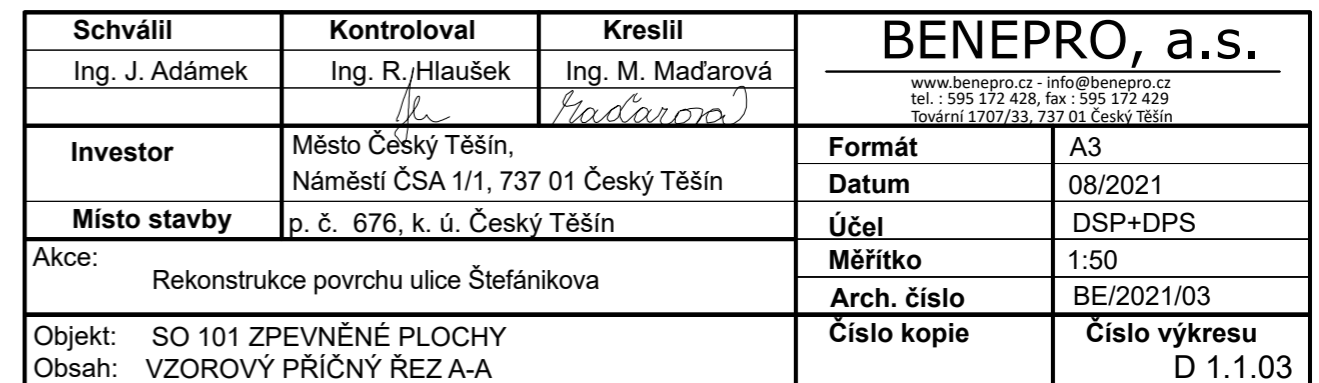 Schválil Kontroloval Kreslil
Ing. J. Adámek Ing. R. Hlaušek Ing. M. Maďarová
Maďarová
BENEPRO, a.s.
www.benepro.cz - info@benepro.cz
tel. : 595 172 428, fax : 595 172 429
Tovární 1707/33, 737 01 Český Těšín
Investor Město Český Těšín,
Náměstí ČSA 1/1, 737 01 Český Těšín
Místo stavby p. č. 676, k. ú. Český Těšín
Formát A3
Datum 08/2021
Účel DSP+DPS
Akce:
Rekonstrukce povrchu ulice Štefánikova
Měřítko 1:50
Arch. číslo BE/2021/03
Objekt: SO 101 ZPEVNĚNÉ PLOCHY
Obsah: VZOROVÝ PŘÍČNÝ ŘEZ A-A
Číslo kopie Číslo výkresu
D 1.1.03